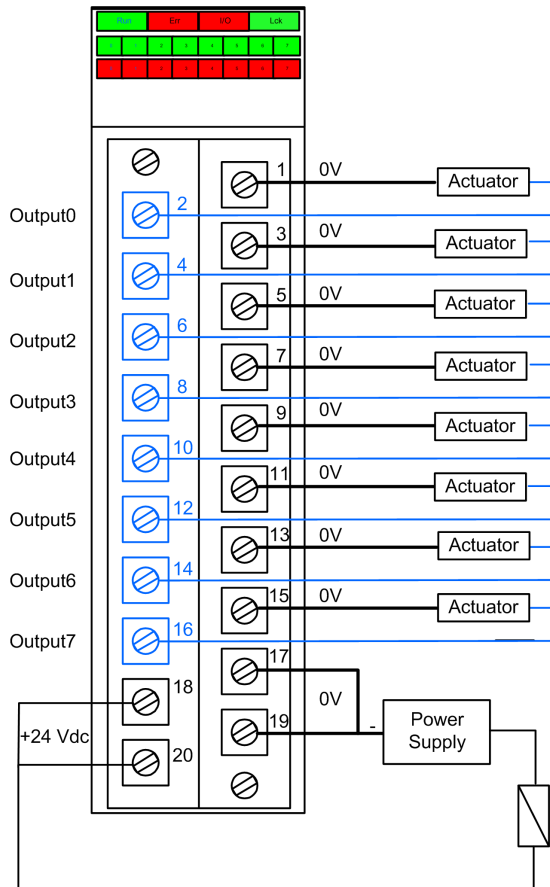 Run Err I/O Lck
1 0V Actuator
Output0 2
3 0V Actuator
Output1 4
5 0V Actuator
Output2 6
7 0V Actuator
Output3 8
9 0V Actuator
Output4 10
11 0V Actuator
Output5 12
13 0V Actuator
Output6 14
15 0V Actuator
Output7 16
17
18 0V
19 - Power
+24 Vdc Supply
20